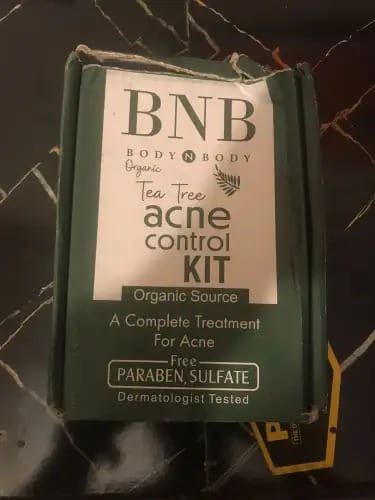 BNB
BODY N BODY
Organic
Tea Tree
acne
control
KIT
Organic Source
A Complete Treatment
For Acne
Free
PARABEN, SULFATE
Dermatologist Tested